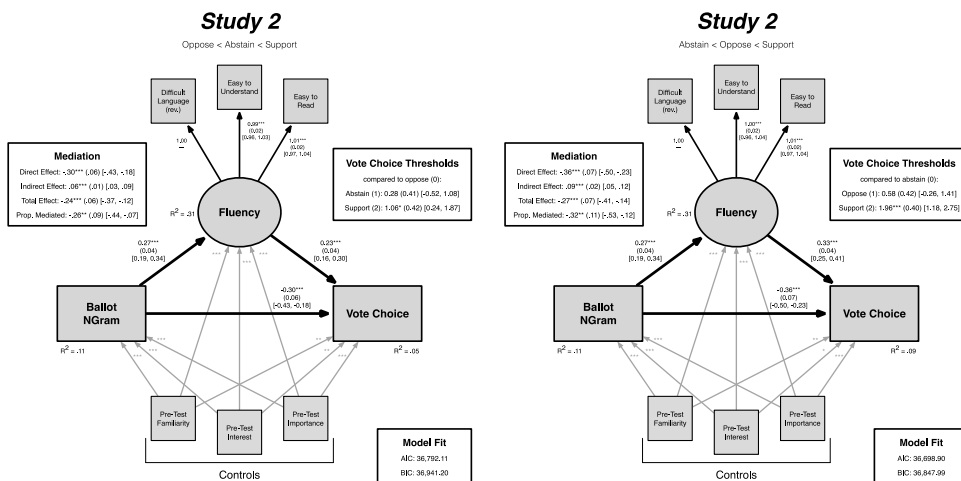 Study 2
Oppose < Abstain < Support
Difficult
Language
(rev.)
Easy to
Understand
Easy to
Read
1.00
—
0.99***
(0.02)
[0.96, 1.03]
1.01***
(0.02)
[0.97, 1.04]
Mediation
Direct Effect: -.30*** (.06) [-.43, -.18]
Indirect Effect: .06*** (.01) [.03, .09]
Total Effect: -.24*** (.06) [-.37, -.12]
Prop. Mediated: -.26** (.09) [-.44, -.07]
Vote Choice Thresholds
compared to oppose (0):
Abstain (1): 0.28 (0.41) [-0.52, 1.08]
Support (2): 1.06* (0.42) [0.24, 1.87]
R² = .31
Fluency
0.27***
(0.04)
[0.19, 0.34]
0.23***
(0.04)
[0.16, 0.30]
-0.30***
(0.06)
[-0.43, -0.18]
Ballot
NGram
Vote Choice
R² = .11
R² = .05
Pre-Test
Familiarity
Pre-Test
Interest
Pre-Test
Importance
Controls
Model Fit
AIC: 36,792.11
BIC: 36,941.20
Study 2
Abstain < Oppose < Support
Difficult
Language
(rev.)
Easy to
Understand
Easy to
Read
1.00
—
1.00***
(0.02)
[0.96, 1.04]
1.01***
(0.02)
[0.97, 1.04]
Mediation
Direct Effect: -.36*** (.07) [-.50, -.23]
Indirect Effect: .09*** (.02) [.05, .12]
Total Effect: -.27*** (.07) [-.41, -.14]
Prop. Mediated: -.32** (.11) [-.53, -.12]
Vote Choice Thresholds
compared to abstain (0):
Oppose (1): 0.58 (0.42) [-0.26, 1.41]
Support (2): 1.96*** (0.40) [1.18, 2.75]
R² = .31
Fluency
0.27***
(0.04)
[0.19, 0.34]
0.33***
(0.04)
[0.25, 0.41]
-0.36***
(0.07)
[-0.50, -0.23]
Ballot
NGram
Vote Choice
R² = .11
R² = .09
Pre-Test
Familiarity
Pre-Test
Interest
Pre-Test
Importance
Controls
Model Fit
AIC: 36,698.90
BIC: 36,847.99